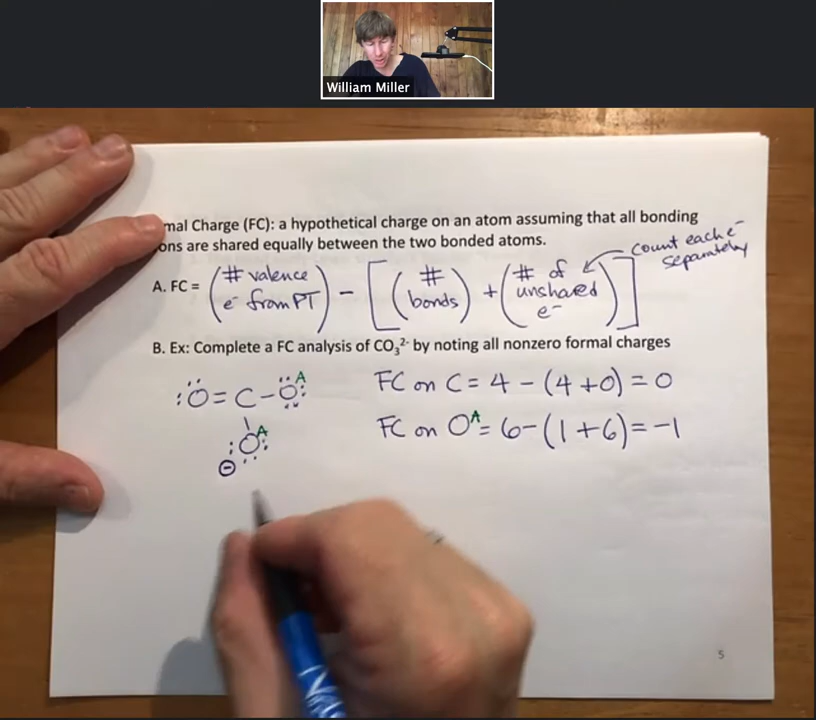 William Miller
mal Charge (FC): a hypothetical charge on an atom assuming that all bonding
ons are shared equally between the two bonded atoms.
count each e⁻
separately
A. FC = (# valence e⁻ from PT) − [(# bonds) + (# of unshared e⁻)]
B. Ex: Complete a FC analysis of CO₃²⁻ by noting all nonzero formal charges
:Ö=C−Ö: A
O A
⊖
FC on C = 4 − (4+0) = 0
FC on Oᴬ = 6−(1+6) = −1
5